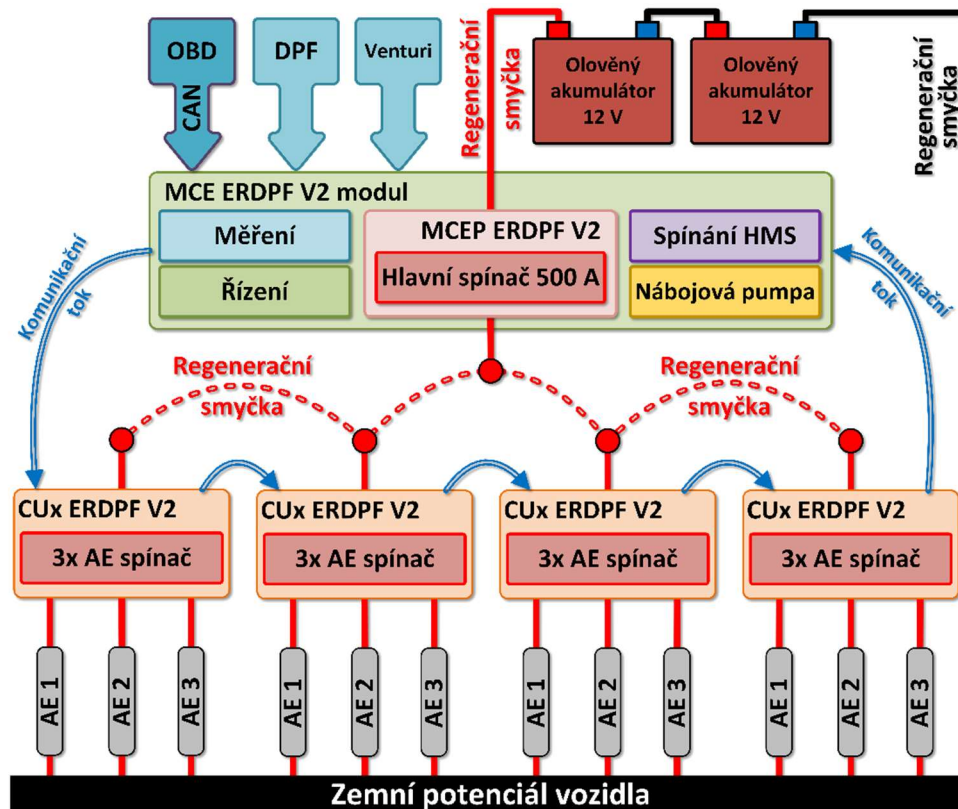 OBD
CAN
DPF
Venturi
Regenerační
smyčka
Olověný
akumulátor
12 V
Olověný
akumulátor
12 V
Regenerační
smyčka
MCE ERDPF V2 modul
Měření
Řízení
MCEP ERDPF V2
Hlavní spínač 500 A
Spínání HMS
Nábojová pumpa
Komunikační
tok
Komunikační
tok
Regenerační
smyčka
Regenerační
smyčka
CUx ERDPF V2
3x AE spínač
CUx ERDPF V2
3x AE spínač
CUx ERDPF V2
3x AE spínač
CUx ERDPF V2
3x AE spínač
AE 1
AE 2
AE 3
AE 1
AE 2
AE 3
AE 1
AE 2
AE 3
AE 1
AE 2
AE 3
Zemní potenciál vozidla